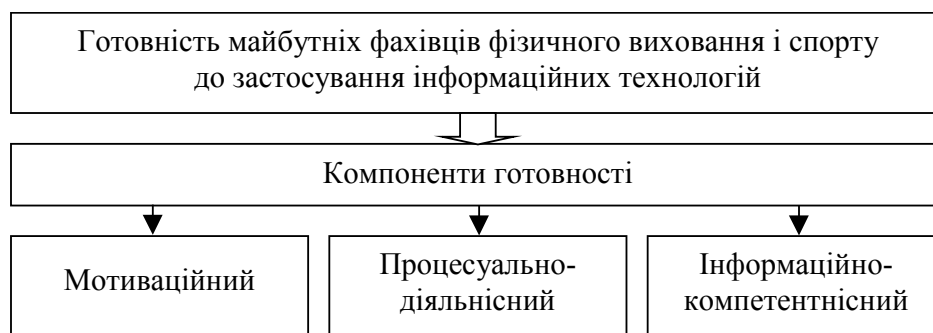 Готовність майбутніх фахівців фізичного виховання і спорту
до застосування інформаційних технологій
Компоненти готовності
Мотиваційний
Процесуально-
діяльнісний
Інформаційно-
компетентнісний